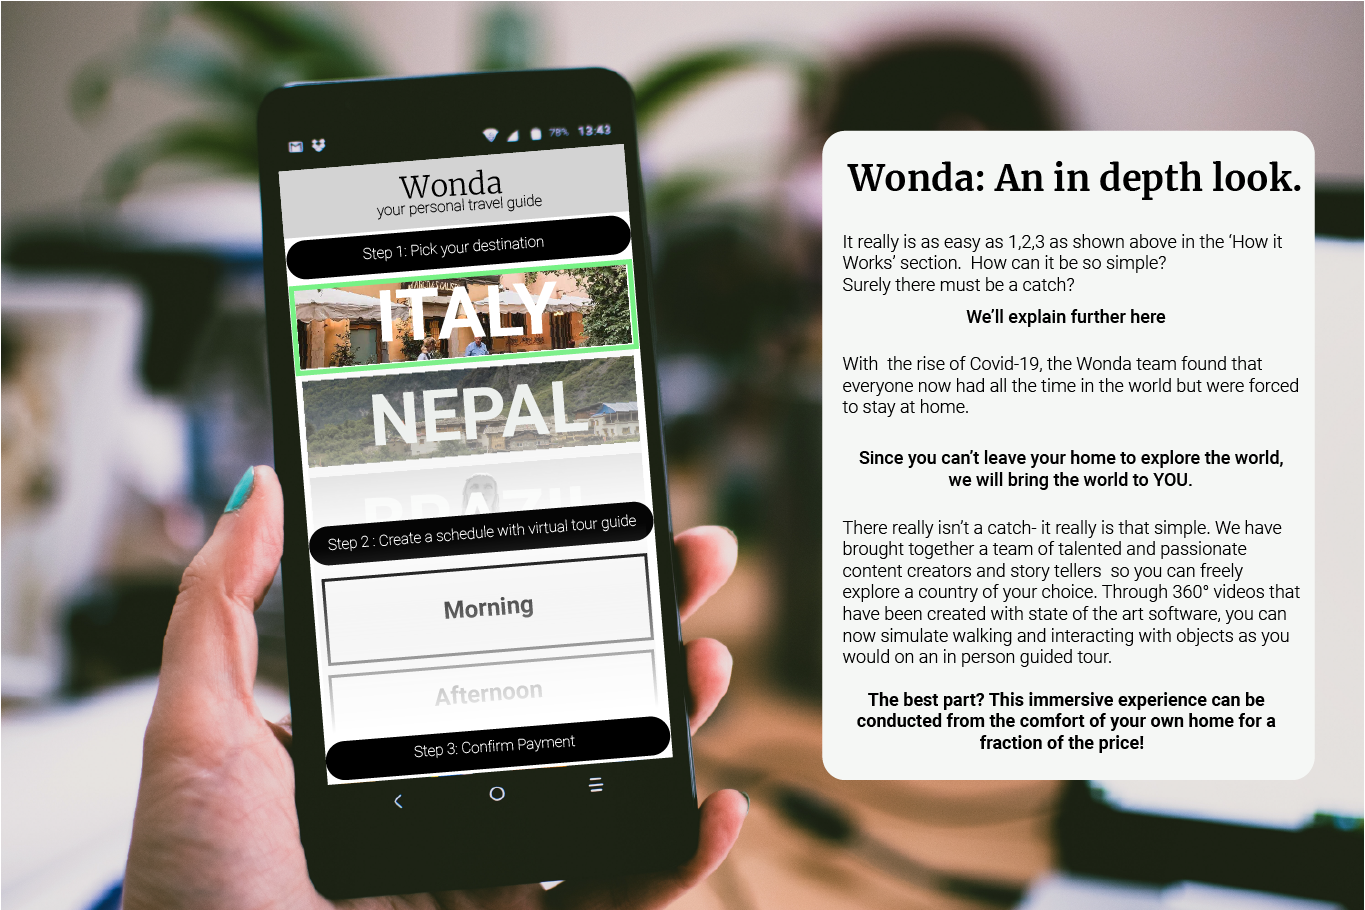 78% 13:43
Wonda
your personal travel guide
Step 1: Pick your destination
ITALY
NEPAL
BRAZIL
Step 2 : Create a schedule with virtual tour guide
Morning
Afternoon
Step 3: Confirm Payment
Wonda: An in depth look.
It really is as easy as 1,2,3 as shown above in the ‘How it
Works’ section.  How can it be so simple?
Surely there must be a catch?
We’ll explain further here
With  the rise of Covid-19, the Wonda team found that
everyone now had all the time in the world but were forced
to stay at home.
Since you can’t leave your home to explore the world,
we will bring the world to YOU.
There really isn’t a catch- it really is that simple. We have
brought together a team of talented and passionate
content creators and story tellers  so you can freely
explore a country of your choice. Through 360° videos that
have been created with state of the art software, you can
now simulate walking and interacting with objects as you
would on an in person guided tour.
The best part? This immersive experience can be
conducted from the comfort of your own home for a
fraction of the price!